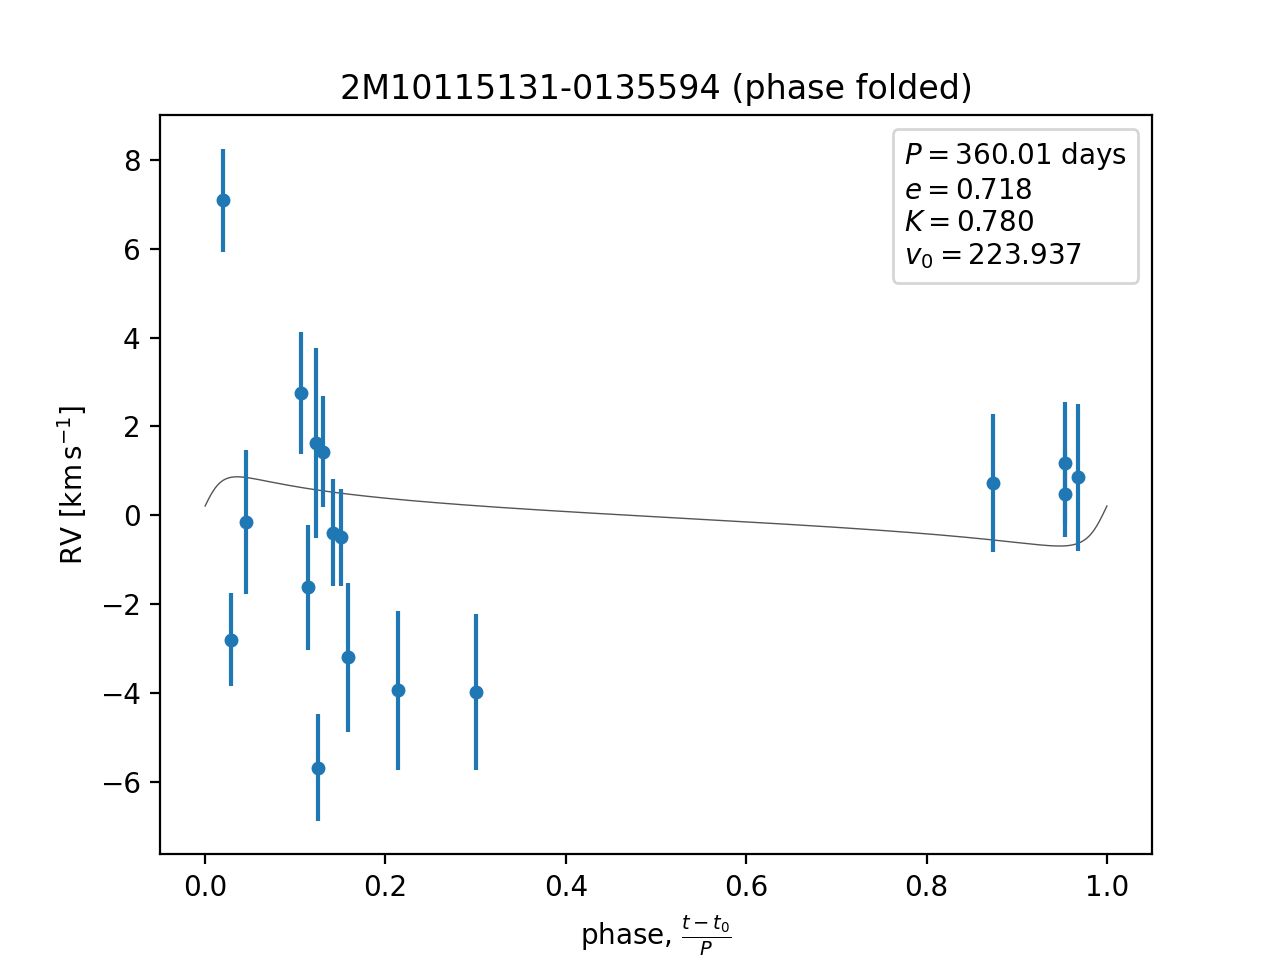 2M10115131-0135594 (phase folded)
P = 360.01 days
e = 0.718
K = 0.780
v₀ = 223.937
8
6
4
2
0
−2
−4
−6
RV [km s⁻¹]
0.0 0.2 0.4 0.6 0.8 1.0
phase, (t − t₀)/P